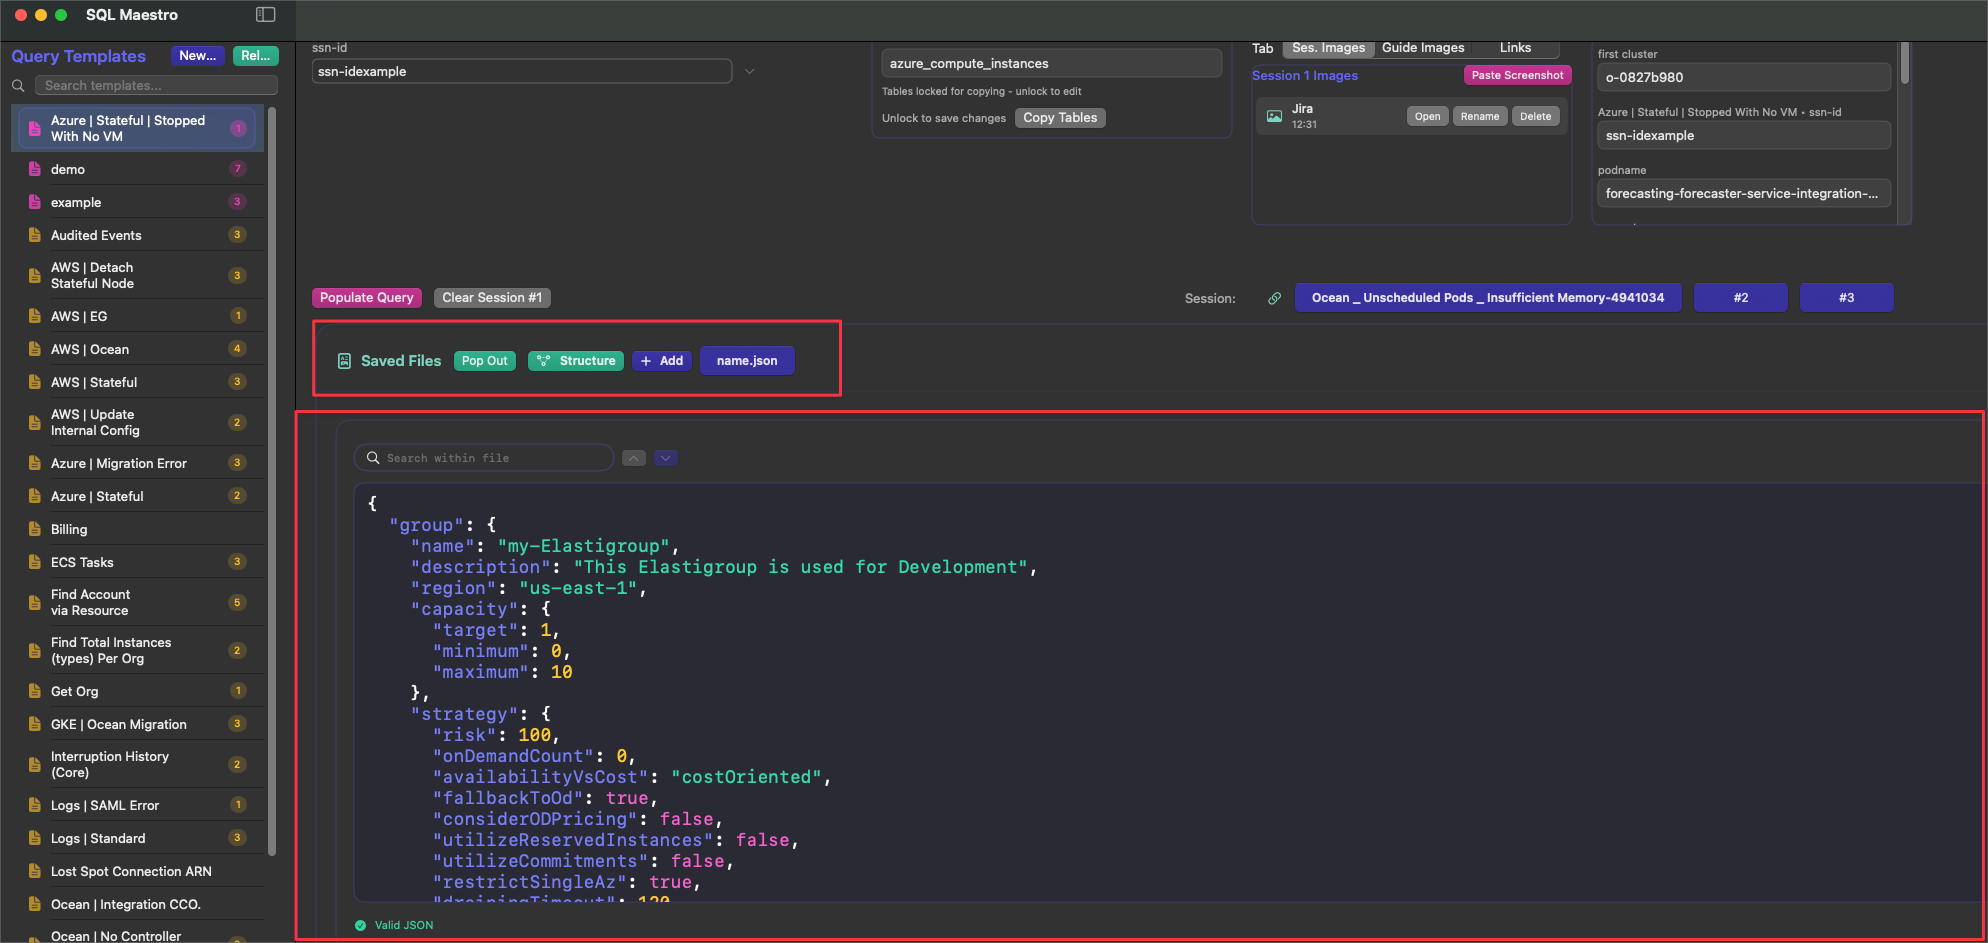 SQL Maestro
Query Templates
New...
Rel...
Search templates...
Azure | Stateful | Stopped
With No VM
1
demo
7
example
3
Audited Events
3
AWS | Detach
Stateful Node
3
AWS | EG
1
AWS | Ocean
4
AWS | Stateful
3
AWS | Update
Internal Config
2
Azure | Migration Error
3
Azure | Stateful
2
Billing
ECS Tasks
3
Find Account
via Resource
5
Find Total Instances
(types) Per Org
2
Get Org
1
GKE | Ocean Migration
3
Interruption History
(Core)
2
Logs | SAML Error
1
Logs | Standard
3
Lost Spot Connection ARN
Ocean | Integration CCO.
Ocean | No Controller
ssn-id
ssn-idexample
azure_compute_instances
Tables locked for copying - unlock to edit
Unlock to save changes
Copy Tables
Tab
Ses. Images
Guide Images
Links
Session 1 Images
Paste Screenshot
Jira
12:31
Open
Rename
Delete
first cluster
o-0827b980
Azure | Stateful | Stopped With No VM • ssn-id
ssn-idexample
podname
forecasting-forecaster-service-integration-...
Populate Query
Clear Session #1
Session:
Ocean _ Unscheduled Pods _ Insufficient Memory-4941034
#2
#3
Saved Files
Pop Out
Structure
+ Add
name.json
Search within file
{
"group": {
"name": "my-Elastigroup",
"description": "This Elastigroup is used for Development",
"region": "us-east-1",
"capacity": {
"target": 1,
"minimum": 0,
"maximum": 10
},
"strategy": {
"risk": 100,
"onDemandCount": 0,
"availabilityVsCost": "costOriented",
"fallbackToOd": true,
"considerODPricing": false,
"utilizeReservedInstances": false,
"utilizeCommitments": false,
"restrictSingleAz": true,
"drainingTimeout": 120
Valid JSON